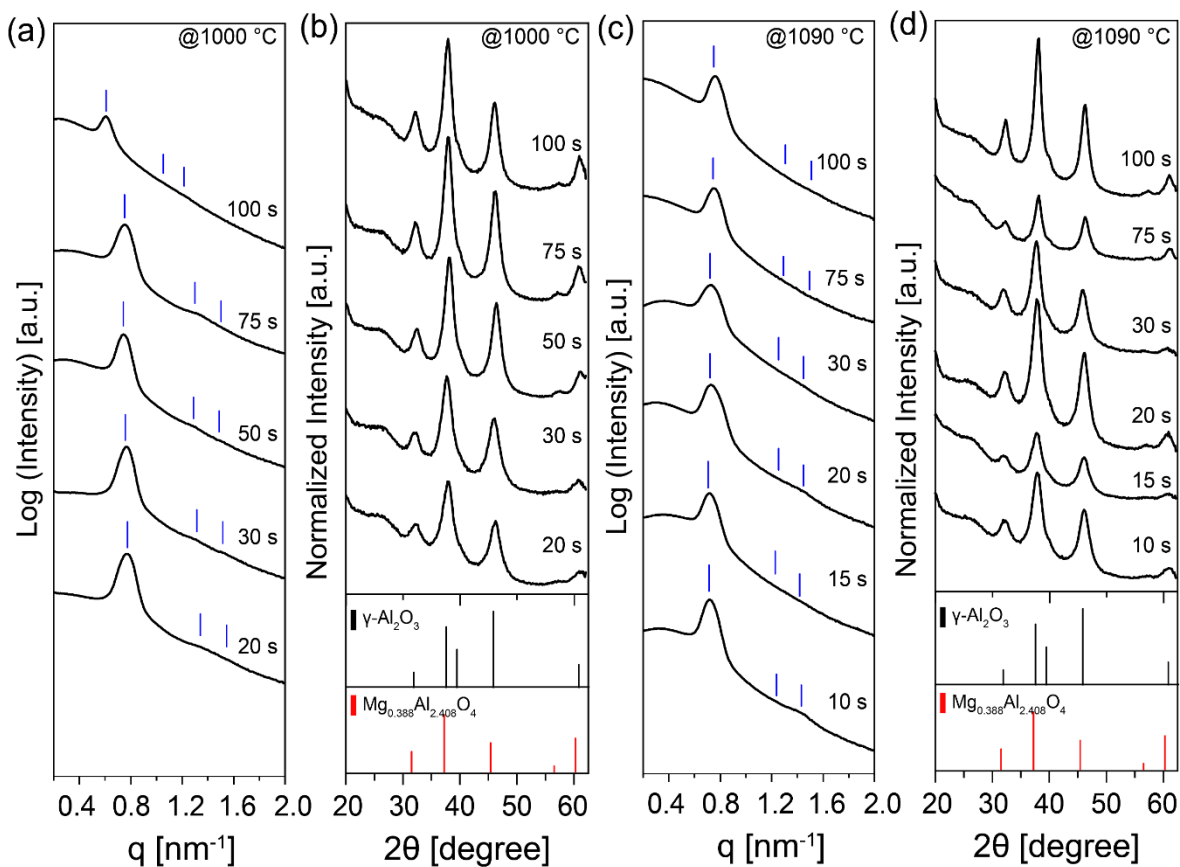 (a)
@1000 °C
100 s
75 s
50 s
30 s
20 s
Log (Intensity) [a.u.]
0.4 0.8 1.2 1.6 2.0
q [nm⁻¹]
(b)
@1000 °C
100 s
75 s
50 s
30 s
20 s
Normalized Intensity [a.u.]
γ-Al₂O₃
Mg₀.₃₈₈Al₂.₄₀₈O₄
20 30 40 50 60
2θ [degree]
(c)
@1090 °C
100 s
75 s
30 s
20 s
15 s
10 s
Log (Intensity) [a.u.]
0.4 0.8 1.2 1.6 2.0
q [nm⁻¹]
(d)
@1090 °C
100 s
75 s
30 s
20 s
15 s
10 s
Normalized Intensity [a.u.]
γ-Al₂O₃
Mg₀.₃₈₈Al₂.₄₀₈O₄
20 30 40 50 60
2θ [degree]